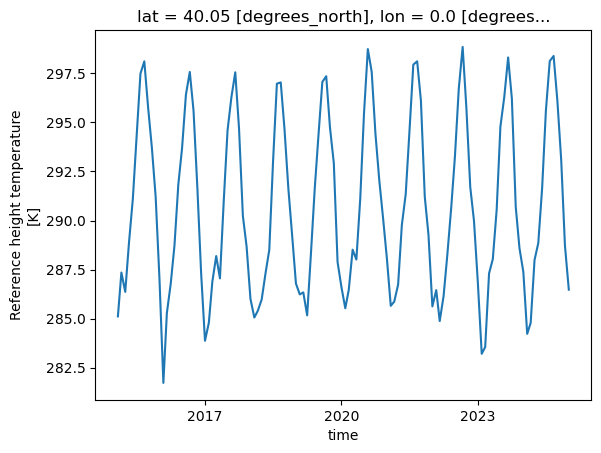 lat = 40.05 [degrees_north], lon = 0.0 [degrees...
Reference height temperature
[K]
297.5
295.0
292.5
290.0
287.5
285.0
282.5
2017
2020
2023
time